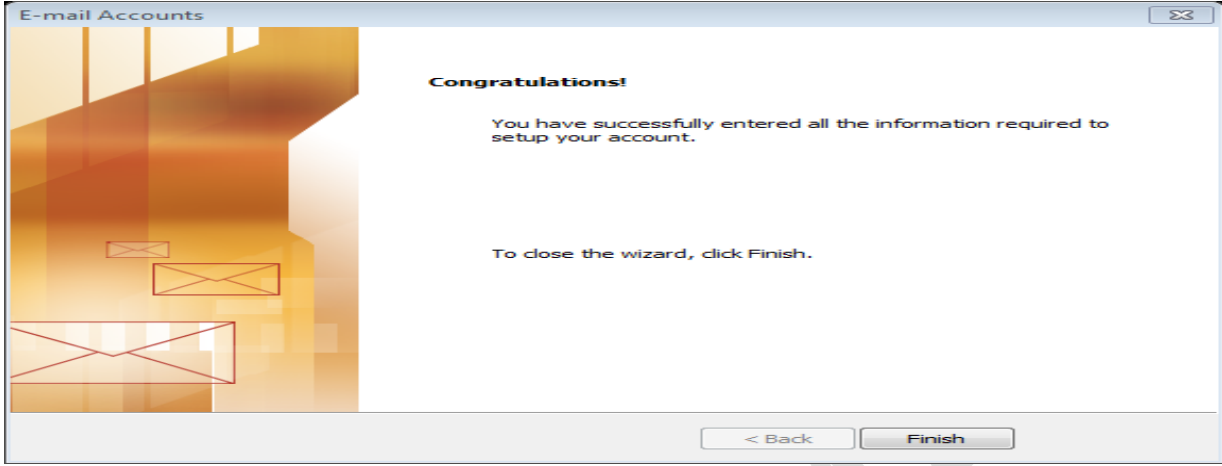 E-mail Accounts
Congratulations!
You have successfully entered all the information required to
setup your account.
To close the wizard, click Finish.
< Back
Finish